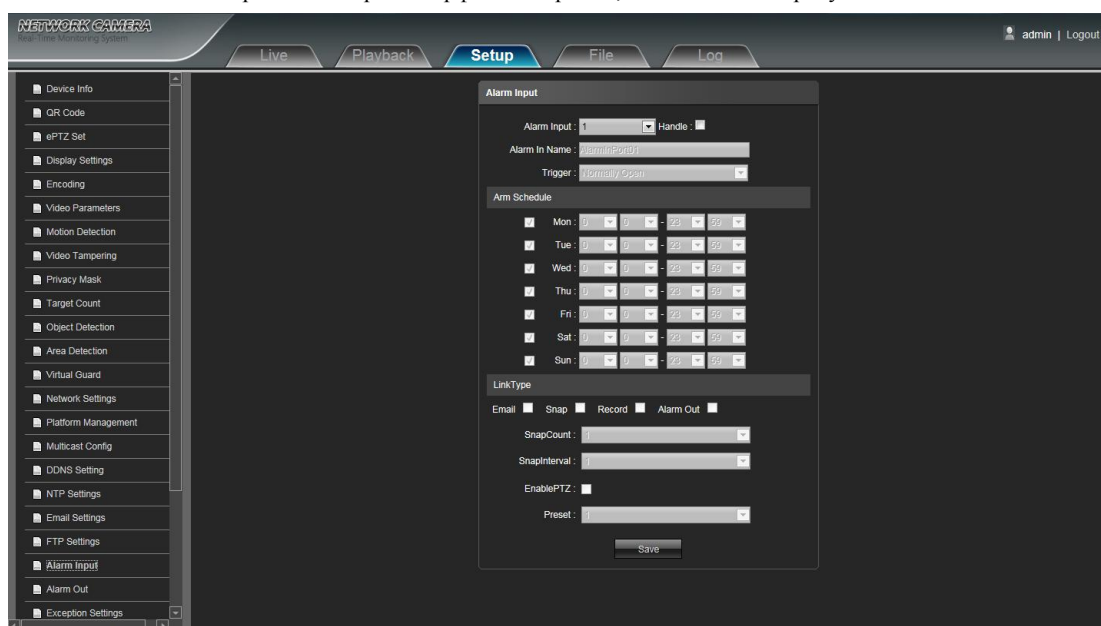 NETWORK CAMERA
Real-Time Monitoring System
admin | Logout
Live
Playback
Setup
File
Log
Device Info
QR Code
ePTZ Set
Display Settings
Encoding
Video Parameters
Motion Detection
Video Tampering
Privacy Mask
Target Count
Object Detection
Area Detection
Virtual Guard
Network Settings
Platform Management
Multicast Config
DDNS Setting
NTP Settings
Email Settings
FTP Settings
Alarm Input
Alarm Out
Exception Settings
Alarm Input
Alarm Input : 1 Handle :
Alarm In Name : AlarmInPort01
Trigger : Normally Open
Arm Schedule
Mon : 0 0 - 23 59
Tue : 0 0 - 23 59
Wed : 0 0 - 23 59
Thu : 0 0 - 23 59
Fri : 0 0 - 23 59
Sat : 0 0 - 23 59
Sun : 0 0 - 23 59
LinkType
Email Snap Record Alarm Out
SnapCount : 1
SnapInterval : 1
EnablePTZ :
Preset : 1
Save